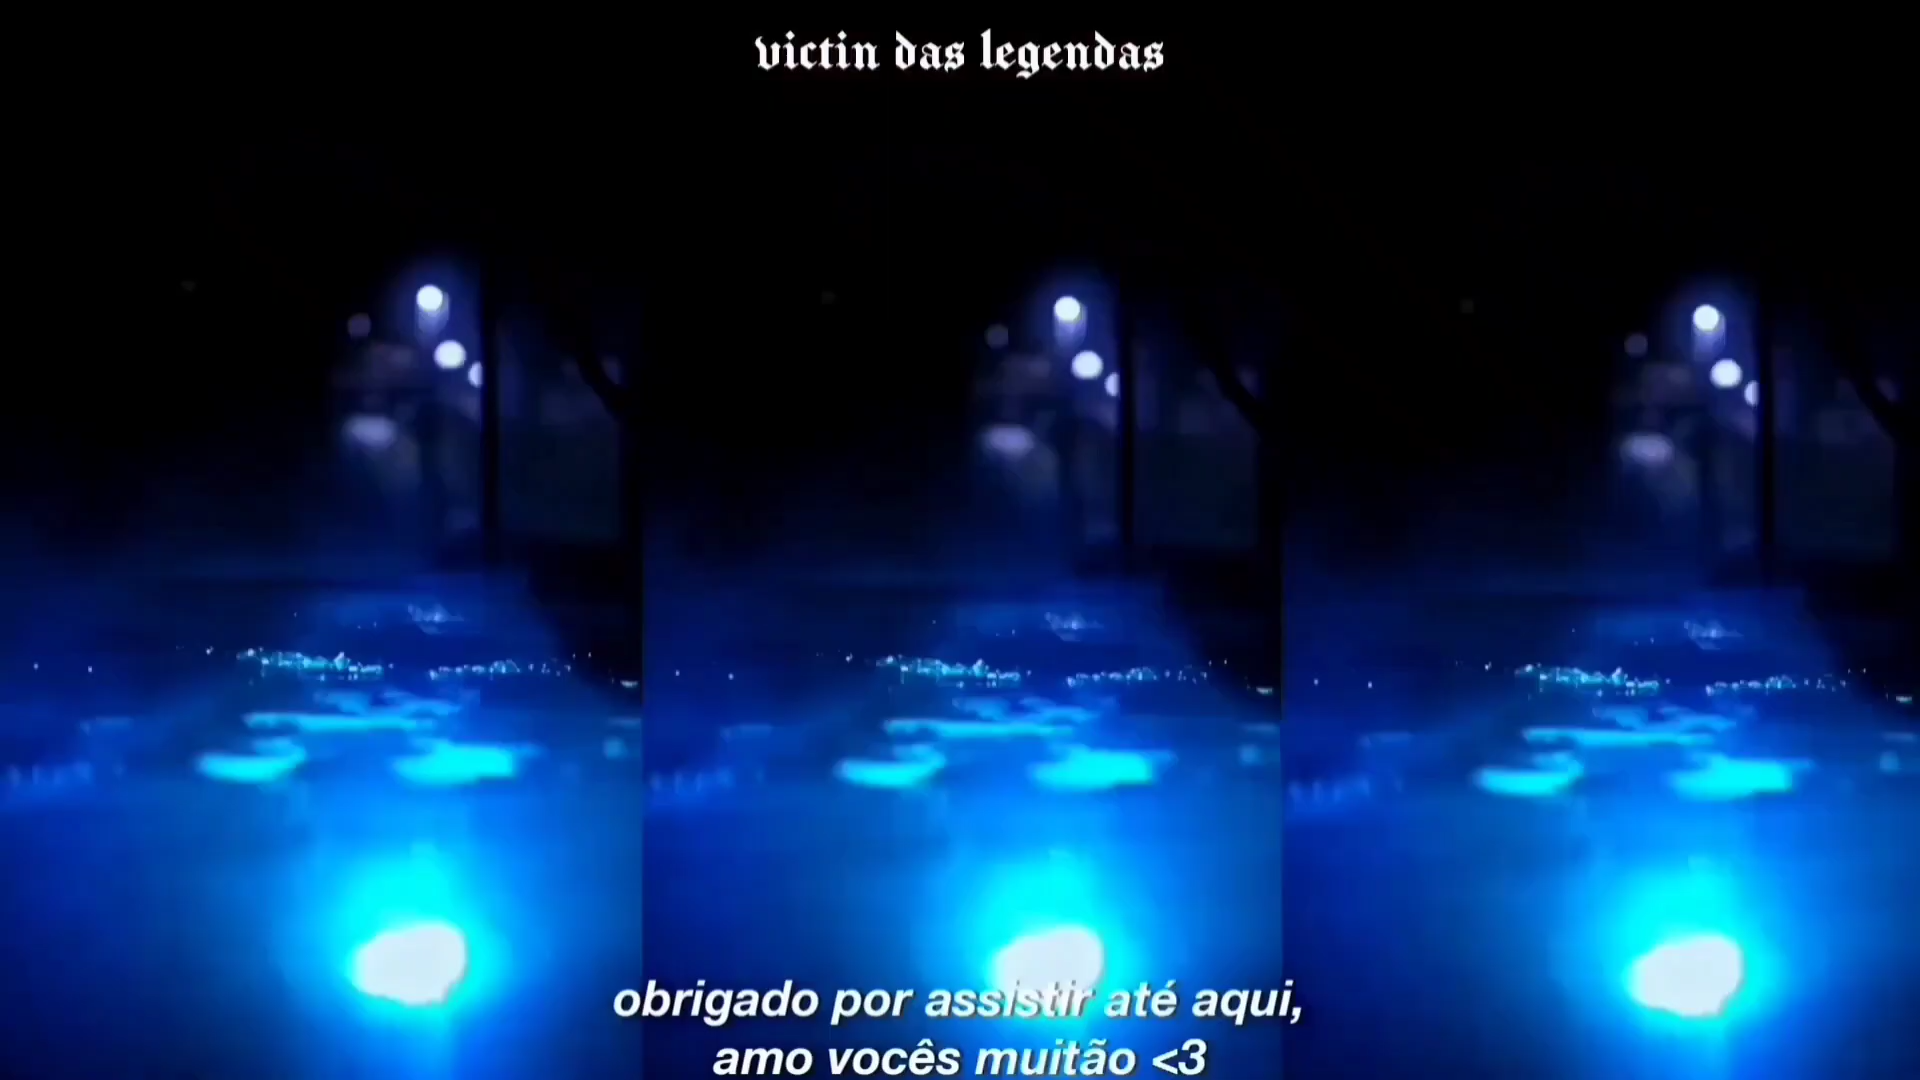 victin das legendas
obrigado por assistir até aqui,
amo vocês muitão <3